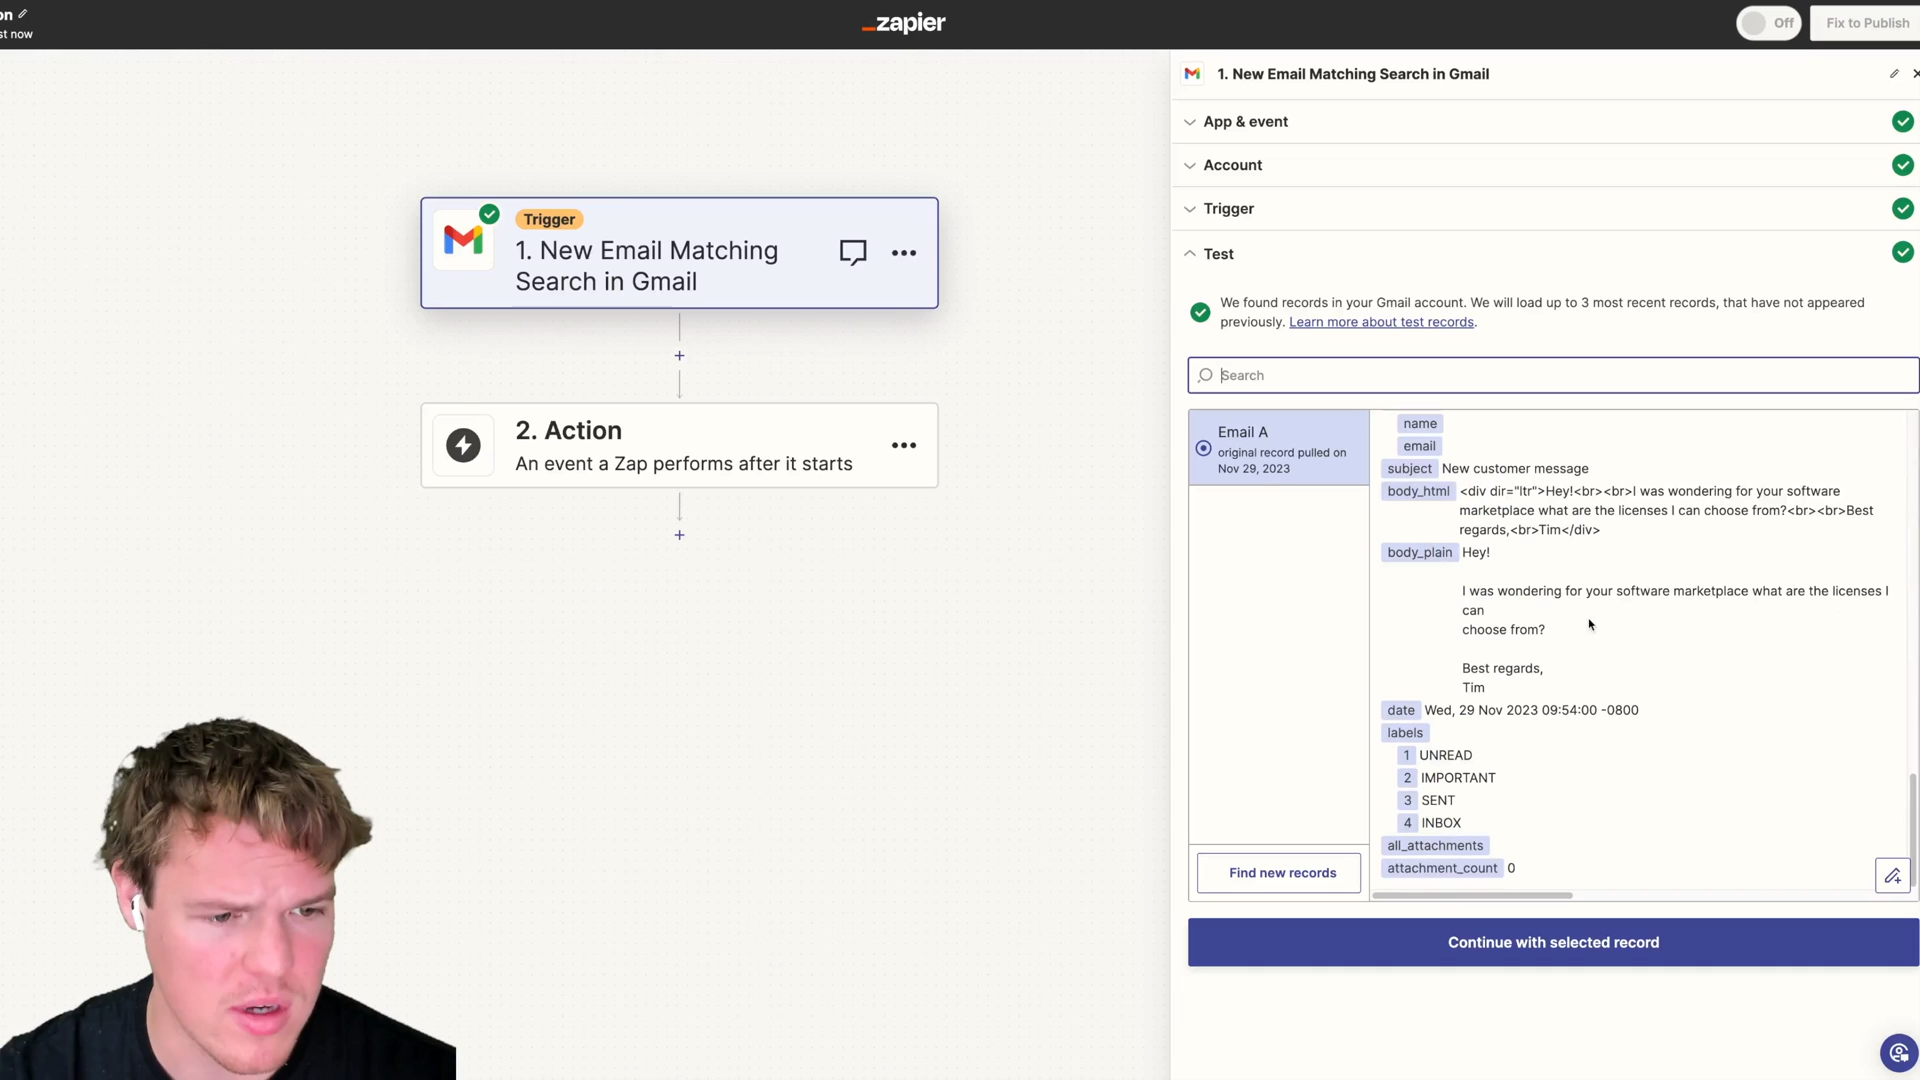 on
st now
zapier
Off
Fix to Publish
1. New Email Matching Search in Gmail
App & event
Account
Trigger
Test
We found records in your Gmail account. We will load up to 3 most recent records, that have not appeared
previously. Learn more about test records.
Search
Trigger
1. New Email Matching
Search in Gmail
2. Action
An event a Zap performs after it starts
Email A
original record pulled on
Nov 29, 2023
Find new records
name
email
subject New customer message
body_html <div dir="ltr">Hey!<br><br>I was wondering for your software
marketplace what are the licenses I can choose from?<br><br>Best
regards,<br>Tim</div>
body_plain Hey!
I was wondering for your software marketplace what are the licenses I
can
choose from?
Best regards,
Tim
date Wed, 29 Nov 2023 09:54:00 -0800
labels
1 UNREAD
2 IMPORTANT
3 SENT
4 INBOX
all_attachments
attachment_count 0
Continue with selected record